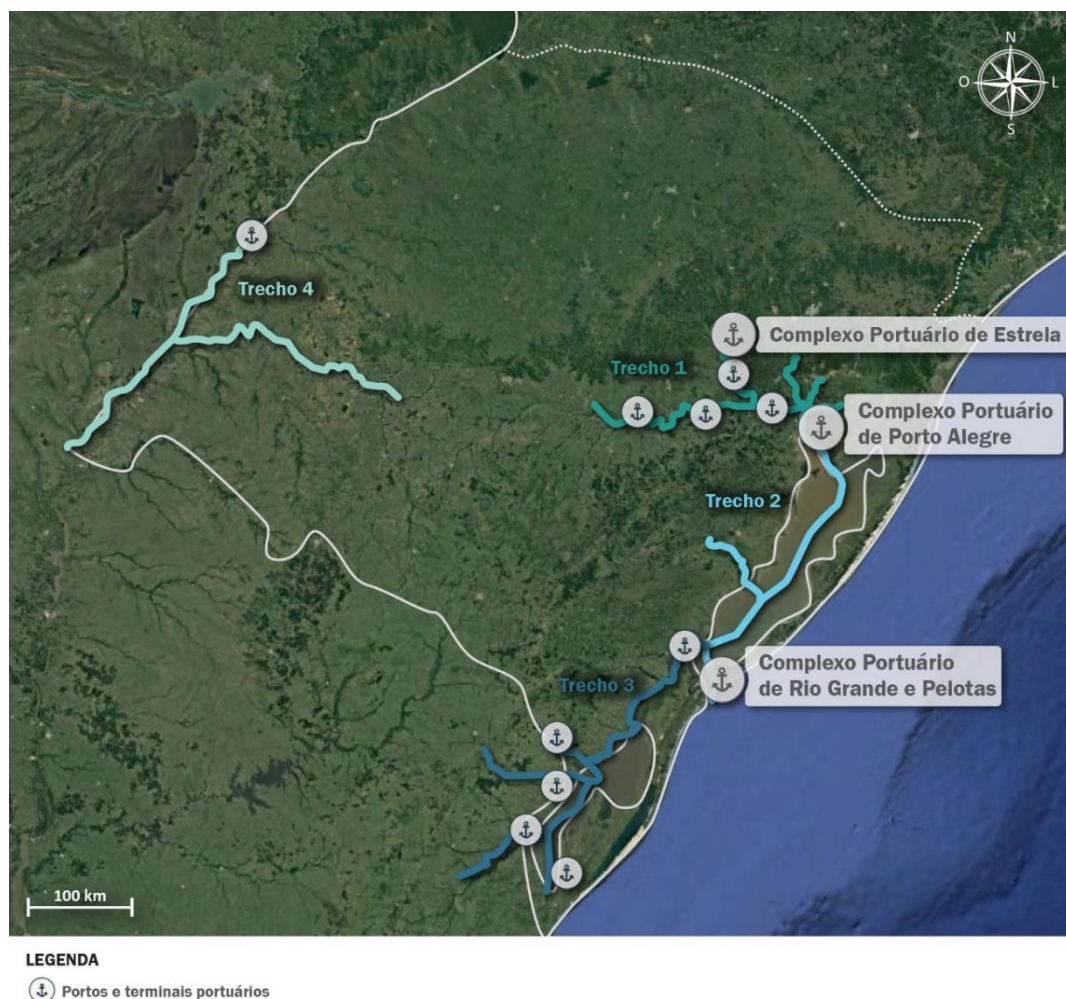 N
O
L
S
Trecho 4
Complexo Portuário de Estrela
Trecho 1
Complexo Portuário
de Porto Alegre
Trecho 2
Complexo Portuário
de Rio Grande e Pelotas
Trecho 3
100 km
LEGENDA
Portos e terminais portuários